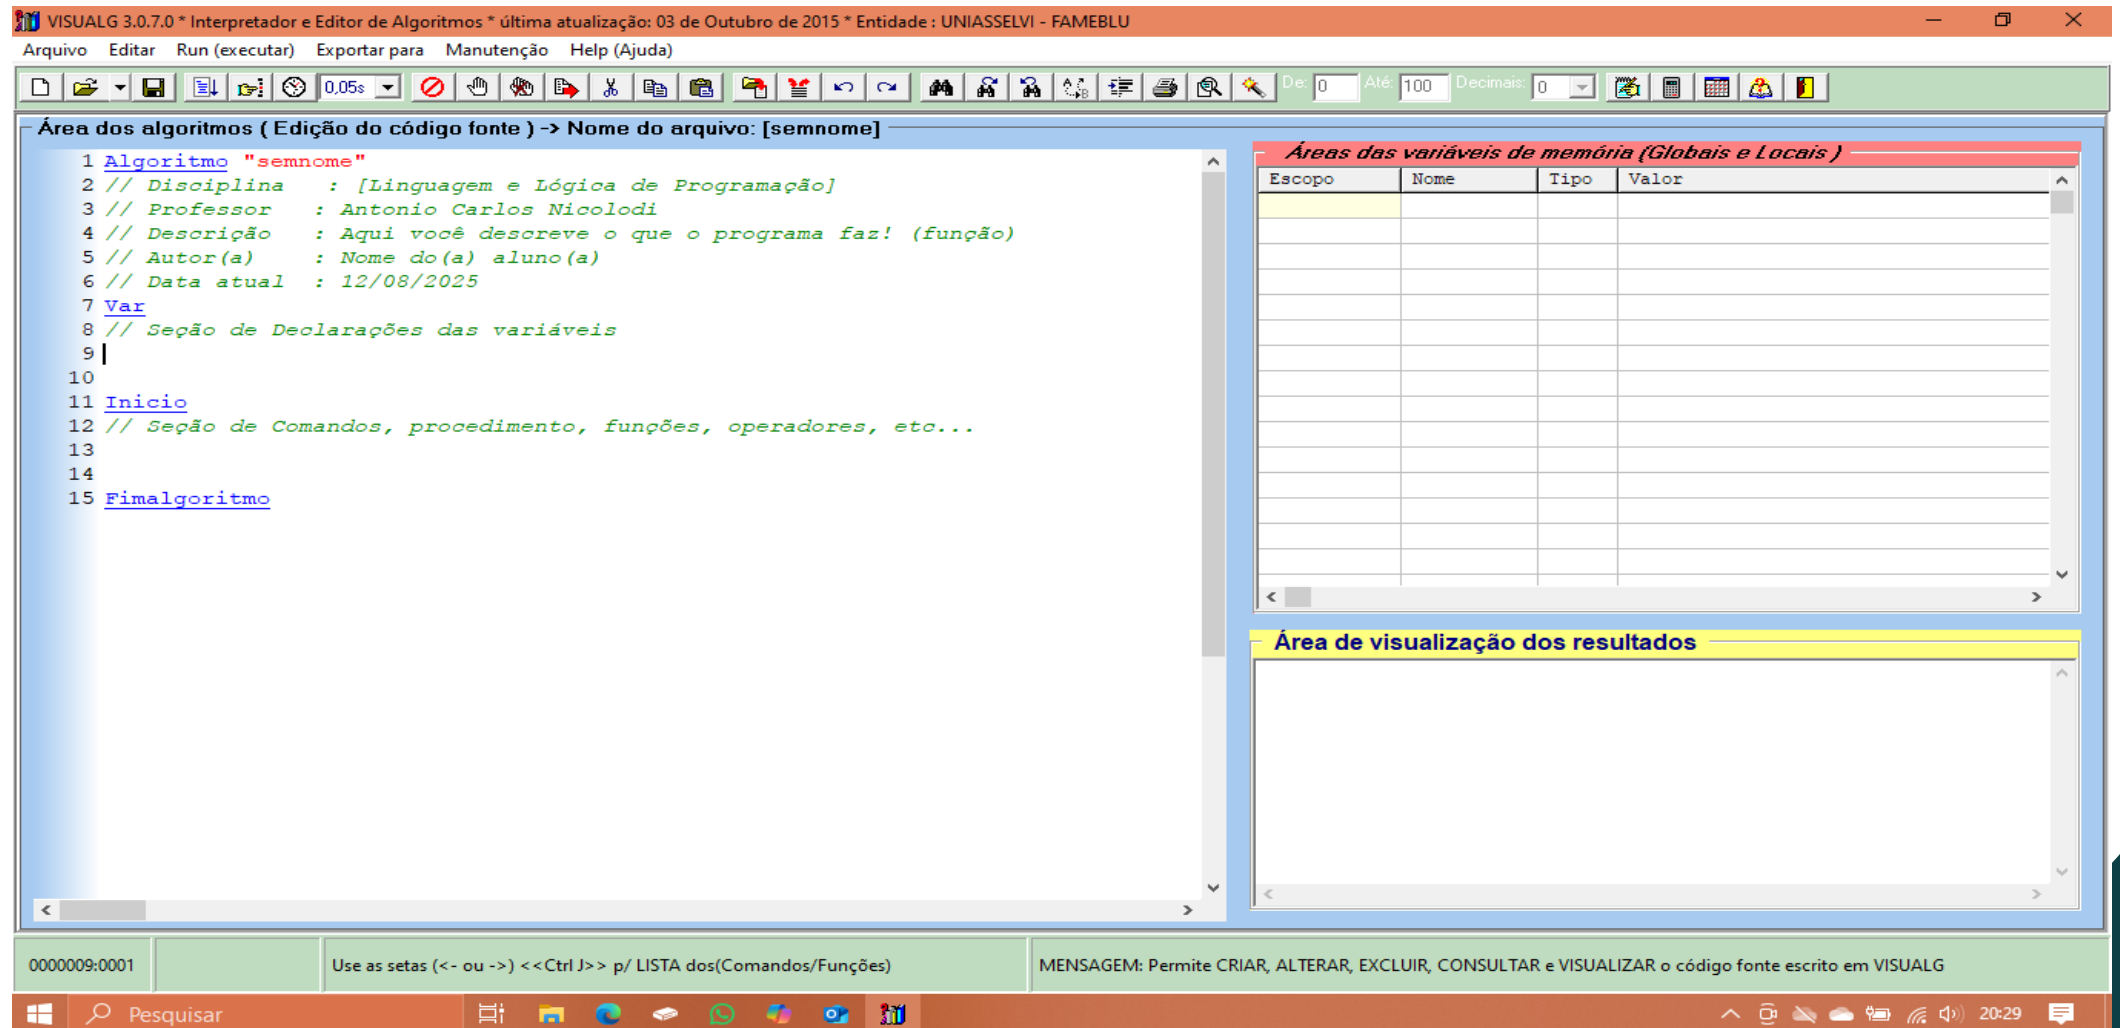 VISUALG 3.0.7.0 * Interpretador e Editor de Algoritmos * última atualização: 03 de Outubro de 2015 * Entidade : UNIASSELVI - FAMEBLU
Arquivo Editar Run (executar) Exportar para Manutenção Help (Ajuda)
0,05s De: 0 Até: 100 Decimais: 0
Área dos algoritmos ( Edição do código fonte ) -> Nome do arquivo: [semnome]
1 Algoritmo "semnome"
2 // Disciplina : [Linguagem e Lógica de Programação]
3 // Professor : Antonio Carlos Nicolodi
4 // Descrição : Aqui você descreve o que o programa faz! (função)
5 // Autor(a) : Nome do(a) aluno(a)
6 // Data atual : 12/08/2025
7 Var
8 // Seção de Declarações das variáveis
9
10
11 Inicio
12 // Seção de Comandos, procedimento, funções, operadores, etc...
13
14
15 Fimalgoritmo
Áreas das variáveis de memória (Globais e Locais )
Escopo Nome Tipo Valor
Área de visualização dos resultados
0000009:0001 Use as setas (<- ou ->) <<Ctrl J>> p/ LISTA dos(Comandos/Funções) MENSAGEM: Permite CRIAR, ALTERAR, EXCLUIR, CONSULTAR e VISUALIZAR o código fonte escrito em VISUALG
Pesquisar 20:29